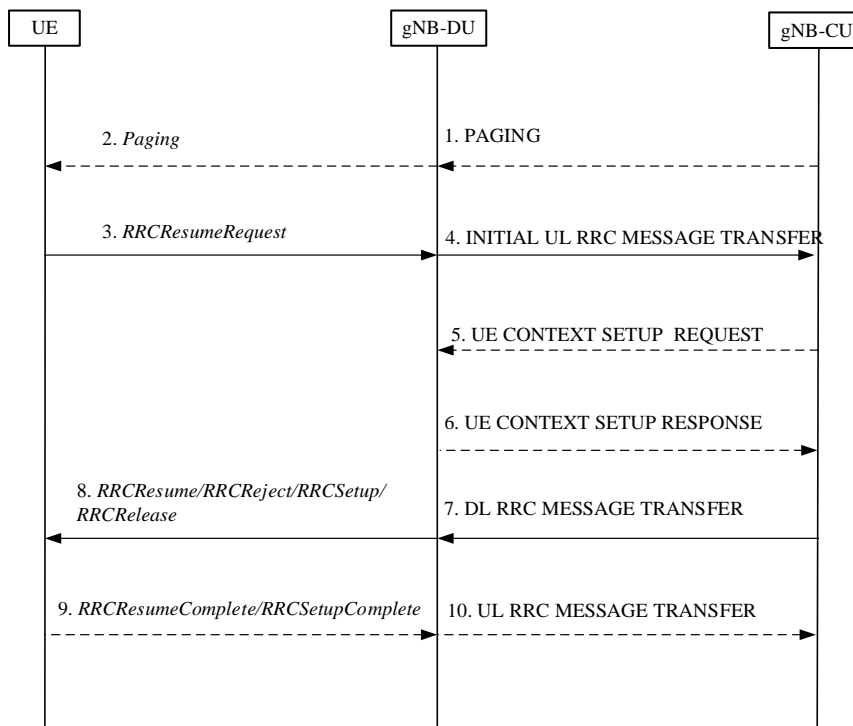 UE
gNB-DU
gNB-CU
2. Paging
1. PAGING
3. RRCResumeRequest
4. INITIAL UL RRC MESSAGE TRANSFER
5. UE CONTEXT SETUP REQUEST
6. UE CONTEXT SETUP RESPONSE
8. RRCResume/RRCReject/RRCSetup/
RRCRelease
7. DL RRC MESSAGE TRANSFER
9. RRCResumeComplete/RRCSetupComplete
10. UL RRC MESSAGE TRANSFER